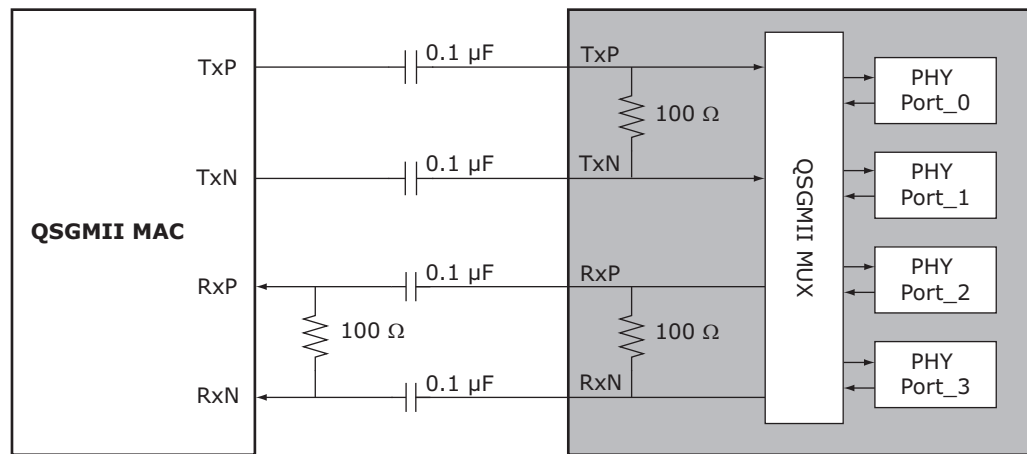 TxP
0.1 µF
TxP
100 Ω
TxN
0.1 µF
TxN
QSGMII MAC
RxP
0.1 µF
RxP
100 Ω
100 Ω
RxN
0.1 µF
RxN
QSGMII MUX
PHY
Port_0
PHY
Port_1
PHY
Port_2
PHY
Port_3